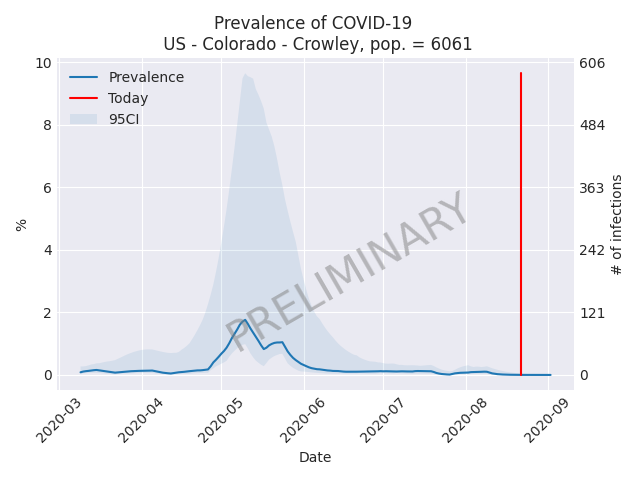 Prevalence of COVID-19
US - Colorado - Crowley, pop. = 6061
Prevalence
Today
95CI
PRELIMINARY
10
8
6
4
2
0
%
606
484
363
242
121
0
# of infections
2020-03
2020-04
2020-05
2020-06
2020-07
2020-08
2020-09
Date